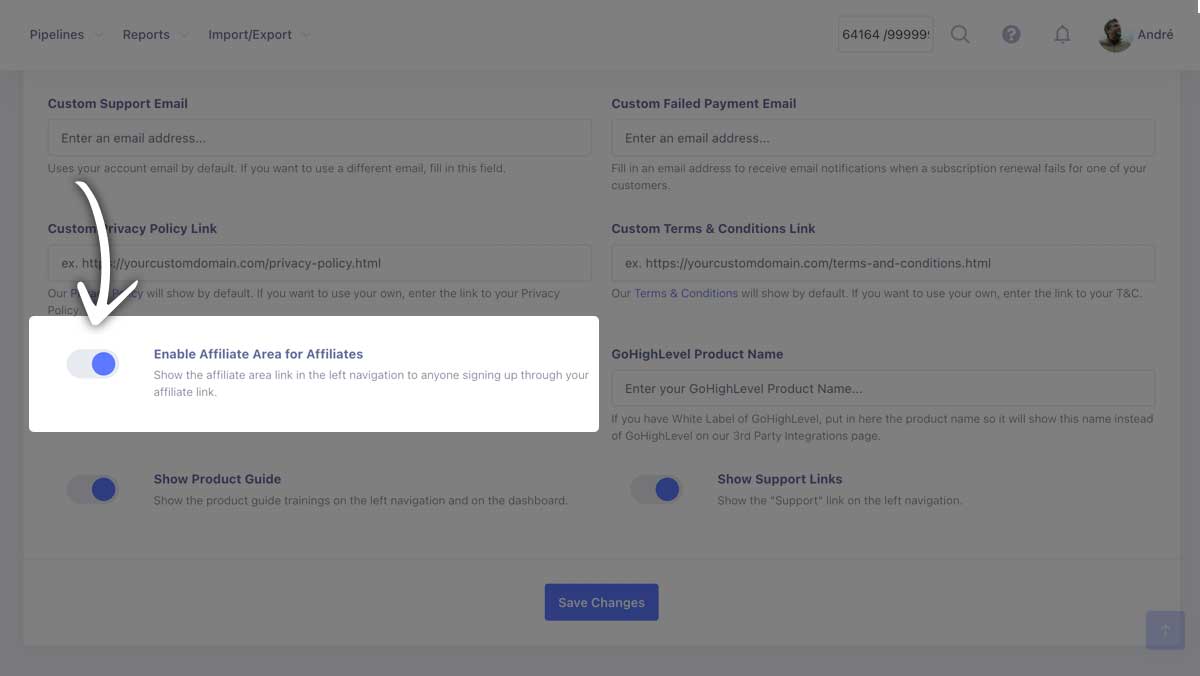 Pipelines Reports Import/Export 64164 /99999 André
Custom Support Email
Enter an email address...
Uses your account email by default. If you want to use a different email, fill in this field.
Custom Failed Payment Email
Enter an email address...
Fill in an email address to receive email notifications when a subscription renewal fails for one of your
customers.
Custom Privacy Policy Link
ex. https://yourcustomdomain.com/privacy-policy.html
Our Privacy Policy will show by default. If you want to use your own, enter the link to your Privacy
Policy.
Custom Terms & Conditions Link
ex. https://yourcustomdomain.com/terms-and-conditions.html
Our Terms & Conditions will show by default. If you want to use your own, enter the link to your T&C.
Enable Affiliate Area for Affiliates
Show the affiliate area link in the left navigation to anyone signing up through your
affiliate link.
GoHighLevel Product Name
Enter your GoHighLevel Product Name...
If you have White Label of GoHighLevel, put in here the product name so it will show this name instead
of GoHighLevel on our 3rd Party Integrations page.
Show Product Guide
Show the product guide trainings on the left navigation and on the dashboard.
Show Support Links
Show the "Support" link on the left navigation.
Save Changes